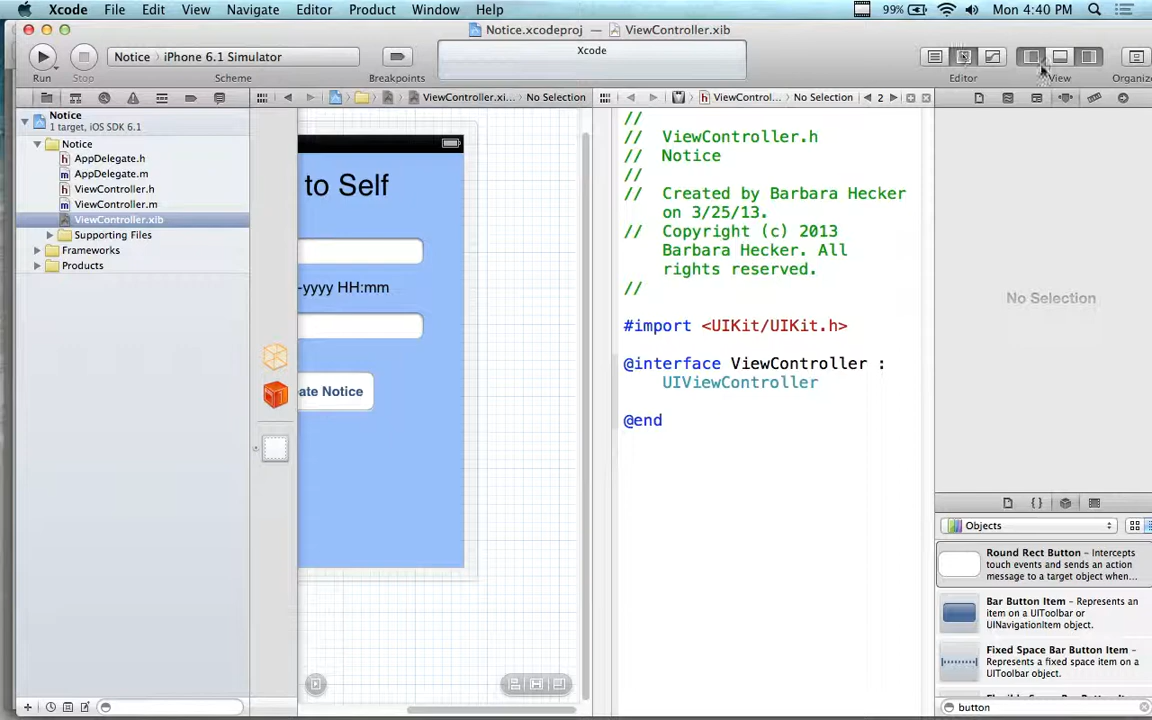 Xcode File Edit View Navigate Editor Product Window Help 99% Mon 4:40 PM
Notice.xcodeproj › ViewController.xib
Notice › iPhone 6.1 Simulator
Xcode
Run Stop Scheme Breakpoints Editor View Organiz
ViewController.xi... No Selection
ViewControl... No Selection 2
Notice
1 target, iOS SDK 6.1
Notice
h AppDelegate.h
m AppDelegate.m
h ViewController.h
m ViewController.m
ViewController.xib
Supporting Files
Frameworks
Products
to Self
-yyyy HH:mm
ate Notice
//
// ViewController.h
// Notice
//
// Created by Barbara Hecker
on 3/25/13.
// Copyright (c) 2013
Barbara Hecker. All
rights reserved.
//
#import <UIKit/UIKit.h>
@interface ViewController :
UIViewController
@end
No Selection
{}
Objects
Round Rect Button – Intercepts
touch events and sends an action
message to a target object when...
Bar Button Item – Represents an
item on a UIToolbar or
UINavigationItem object.
Fixed Space Bar Button Item –
Represents a fixed space item on a
UIToolbar object.
button